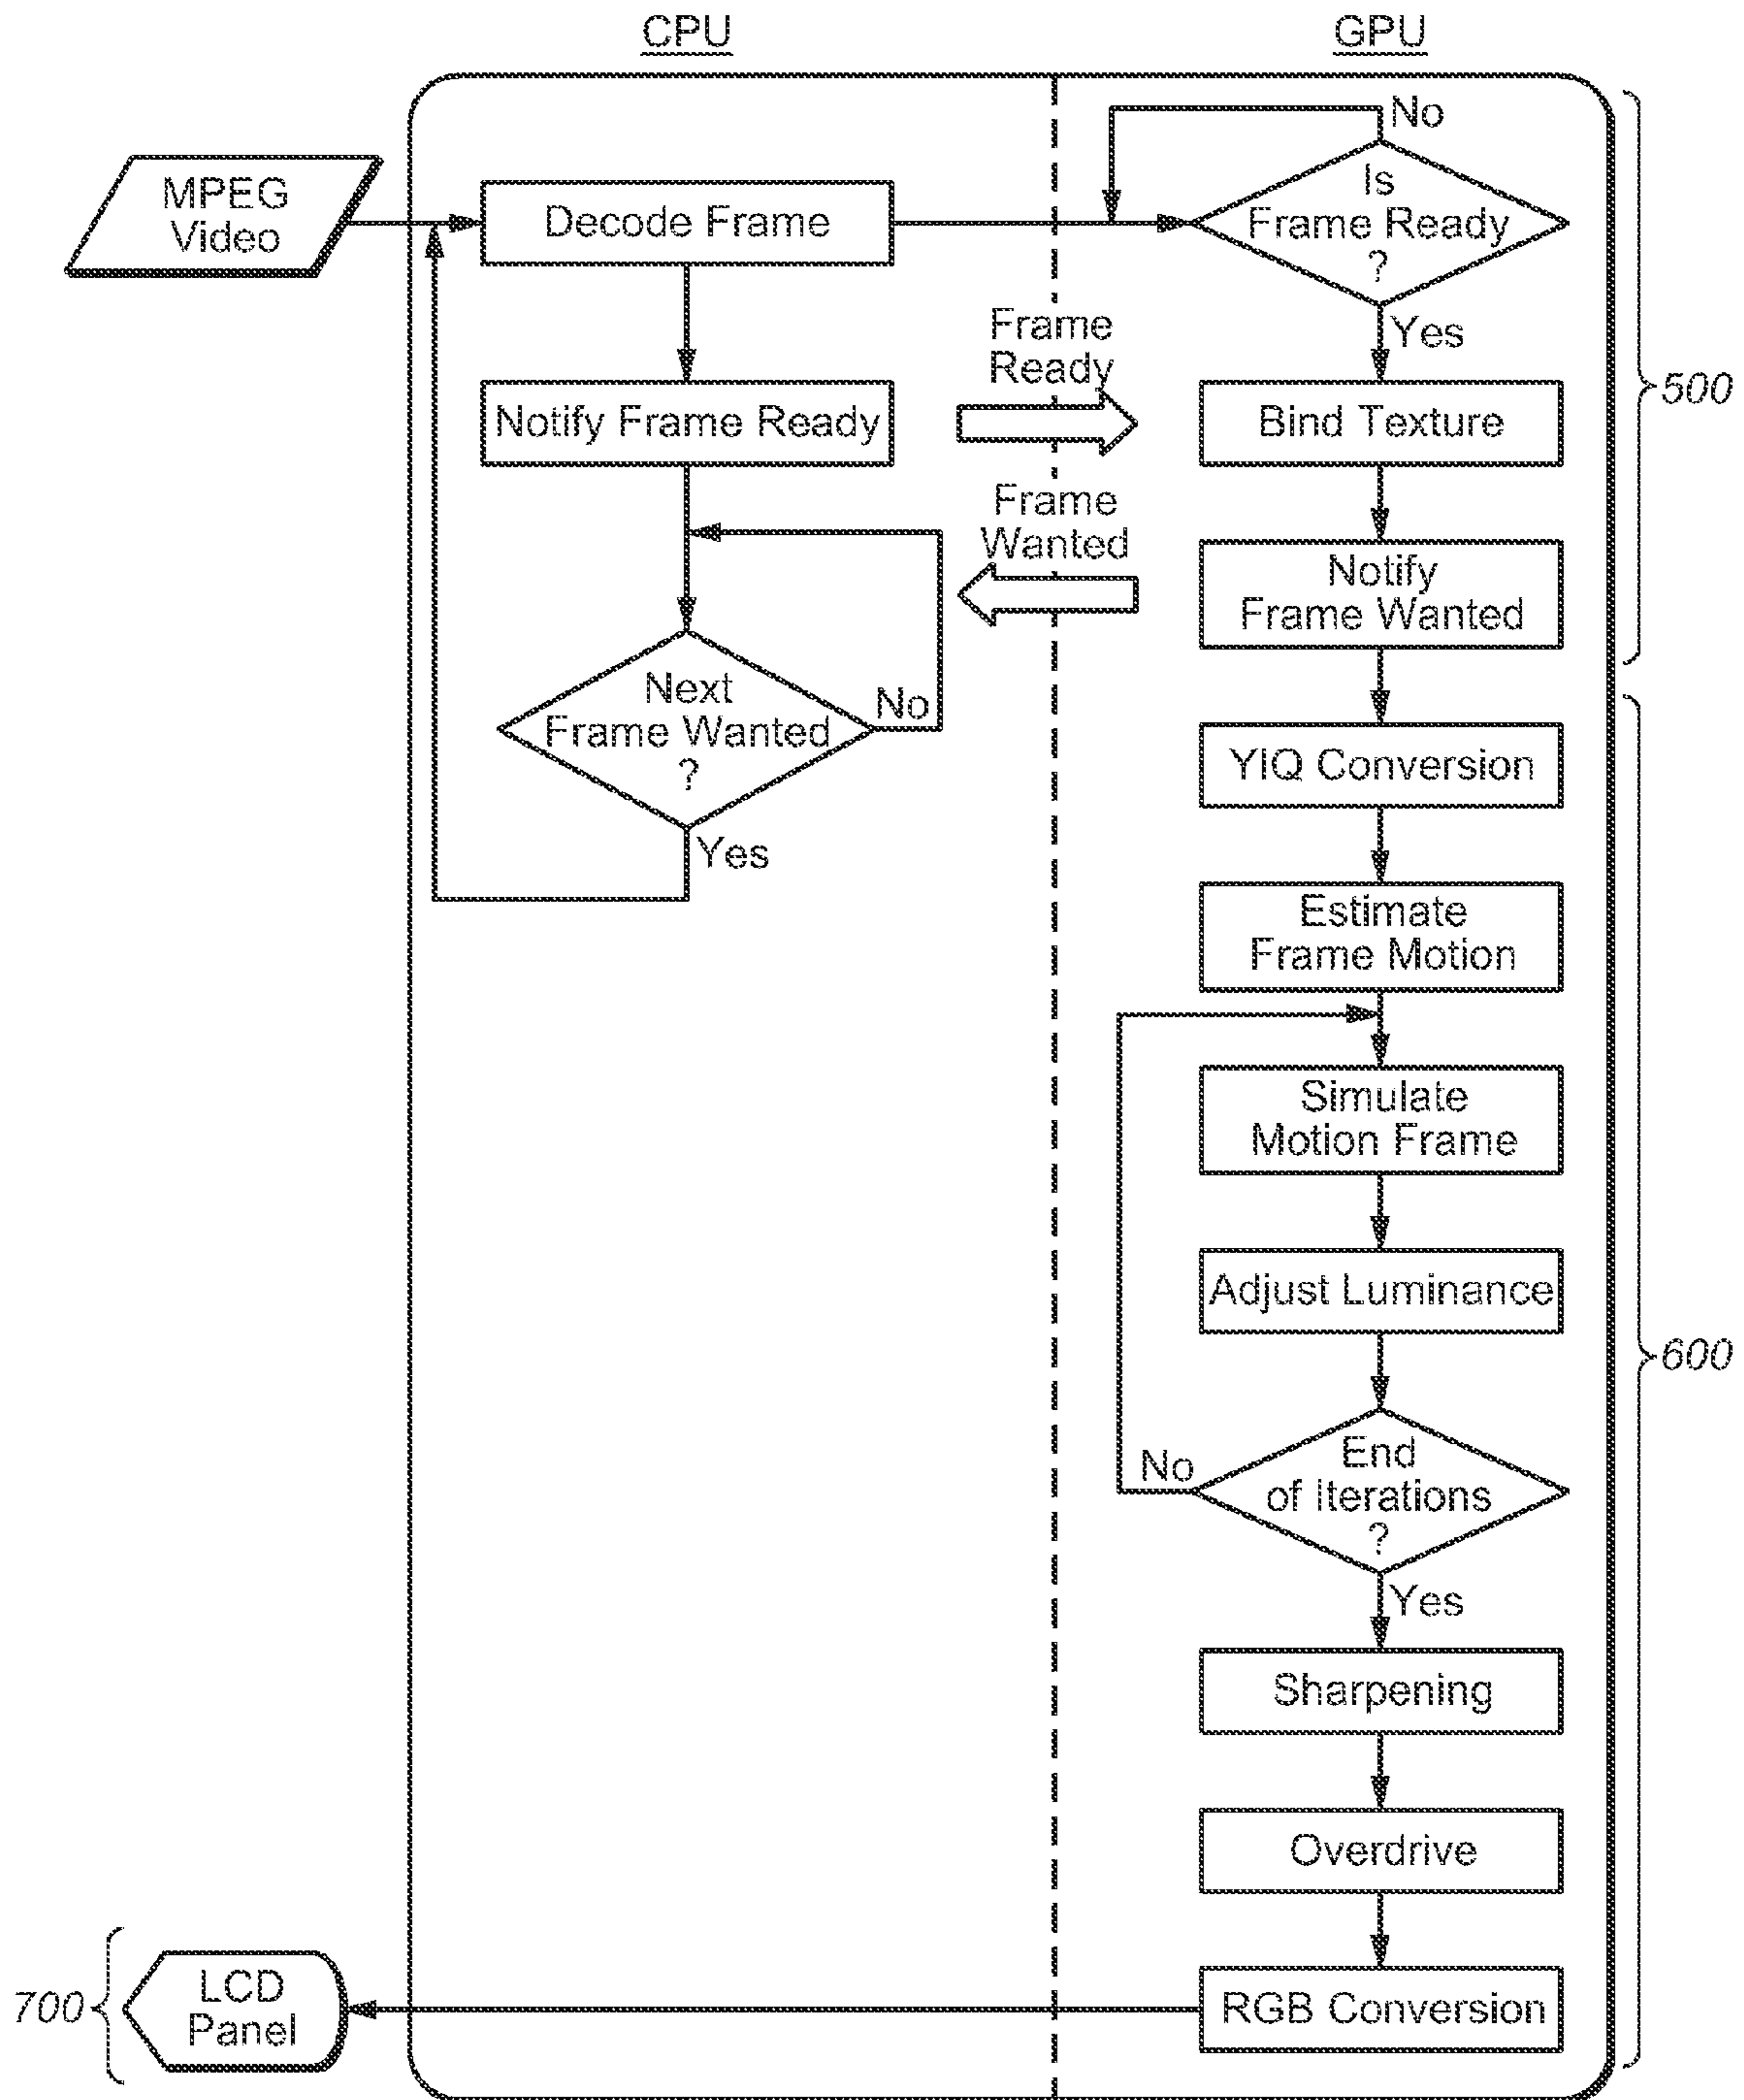 CPU
GPU
No
MPEG
Video
Decode Frame
Is
Frame Ready
?
Yes
Frame
Ready
500
Notify Frame Ready
Bind Texture
Frame
Wanted
Notify
Frame Wanted
Next
Frame Wanted
?
No
Yes
YIQ Conversion
Estimate
Frame Motion
Simulate
Motion Frame
Adjust Luminance
600
End
of Iterations
?
No
Yes
Sharpening
Overdrive
700
LCD
Panel
RGB Conversion